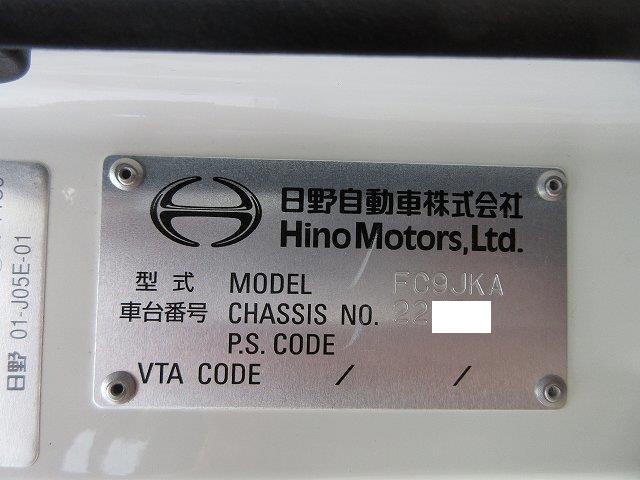 日野自動車株式会社
Hino Motors, Ltd.
型式 MODEL FC9JKA
車台番号 CHASSIS NO. 22
P.S. CODE
VTA CODE / /
日野 01-J05E-01